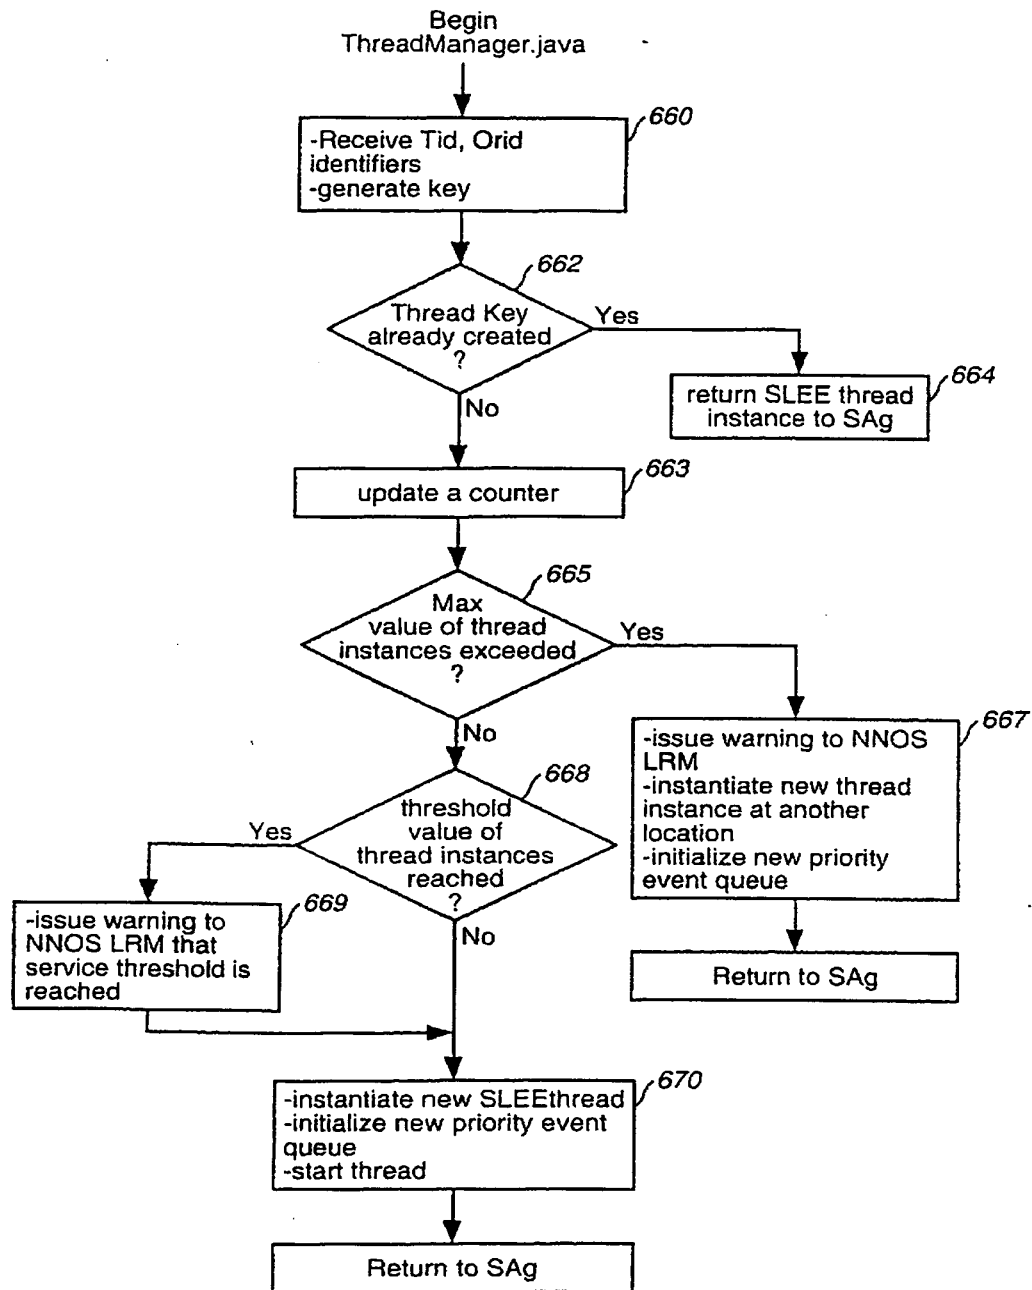 Begin
ThreadManager.java
660
-Receive Tid, Orid
identifiers
-generate key
662
Thread Key
already created
?
Yes
No
664
return SLEE thread
instance to SAg
663
update a counter
665
Max
value of thread
instances exceeded
?
Yes
No
667
-issue warning to NNOS
LRM
-instantiate new thread
instance at another
location
-initialize new priority
event queue
668
threshold
value of
thread instances
reached
?
Yes
No
669
-issue warning to
NNOS LRM that
service threshold is
reached
Return to SAg
670
-instantiate new SLEEthread
-initialize new priority event
queue
-start thread
Return to SAg